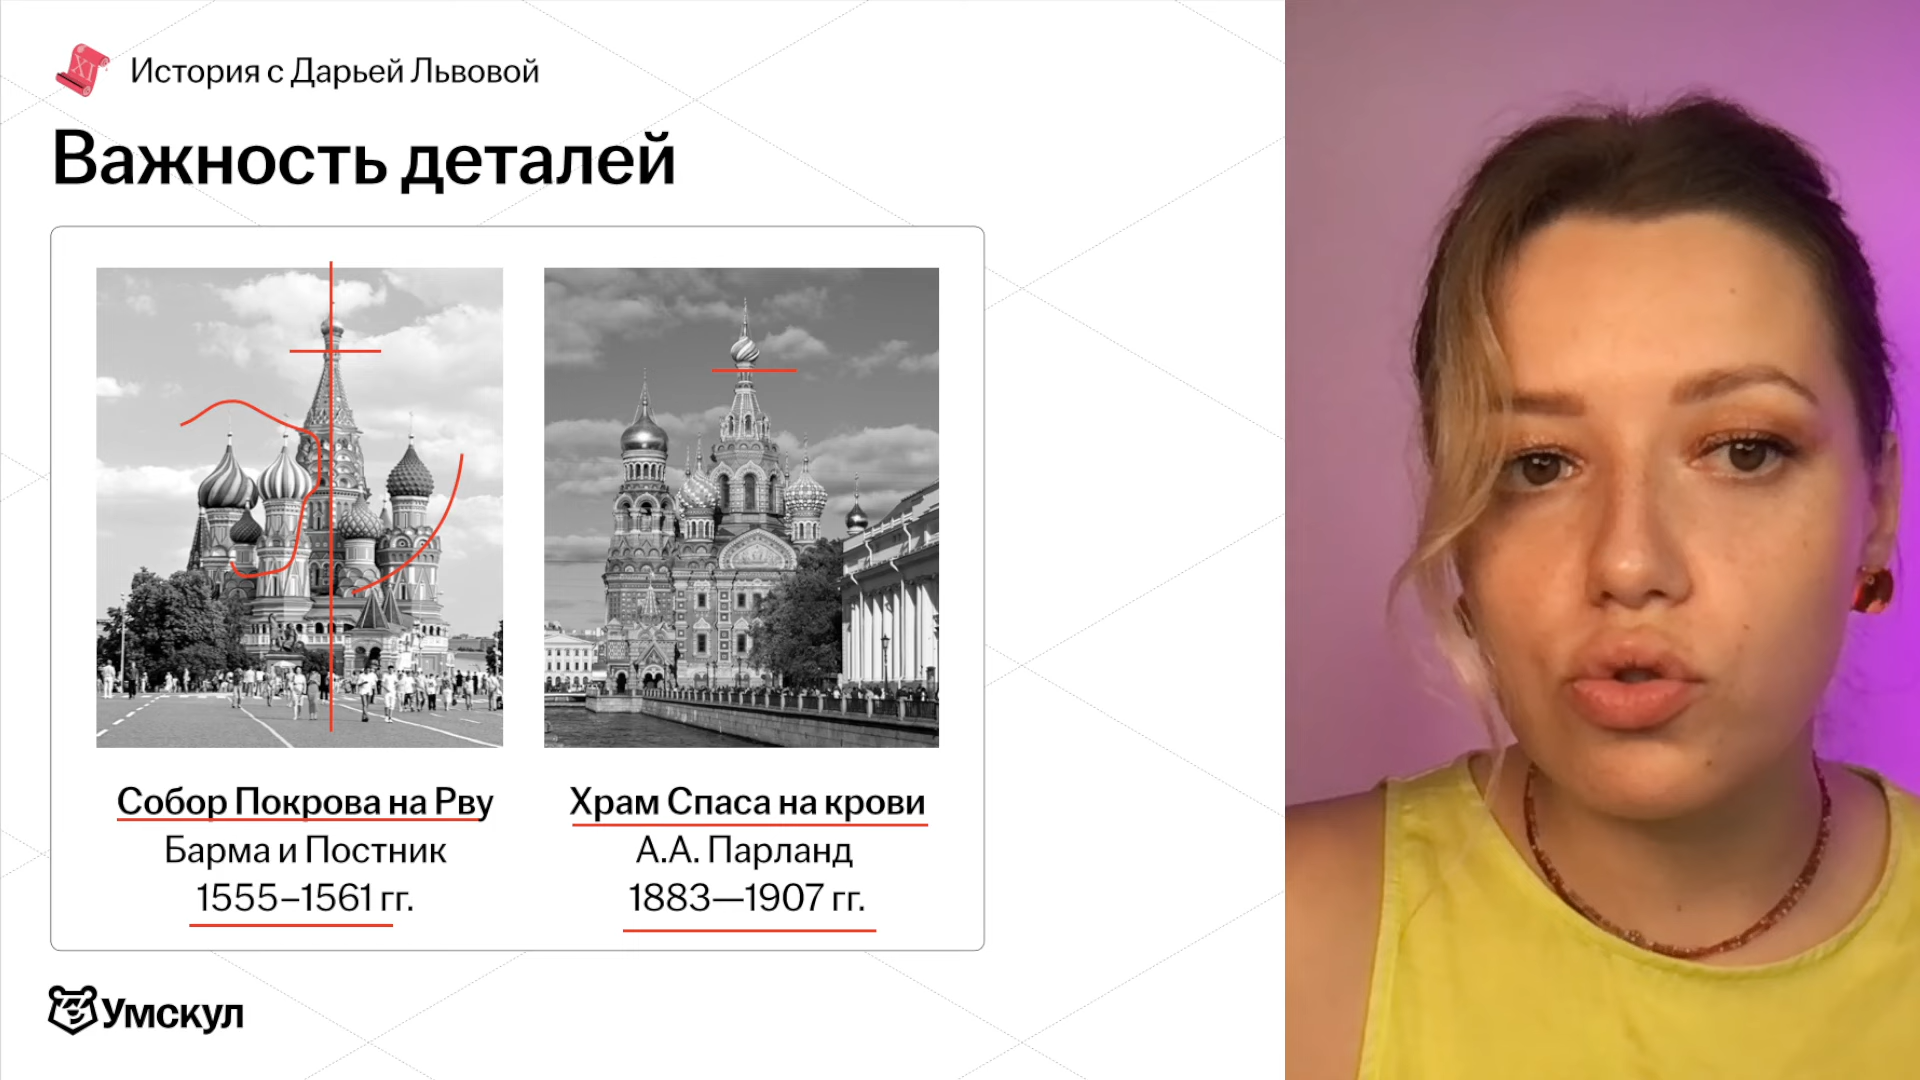 XI
История с Дарьей Львовой
Важность деталей
Собор Покрова на Рву
Барма и Постник
1555–1561 гг.
Храм Спаса на крови
А.А. Парланд
1883—1907 гг.
Умскул